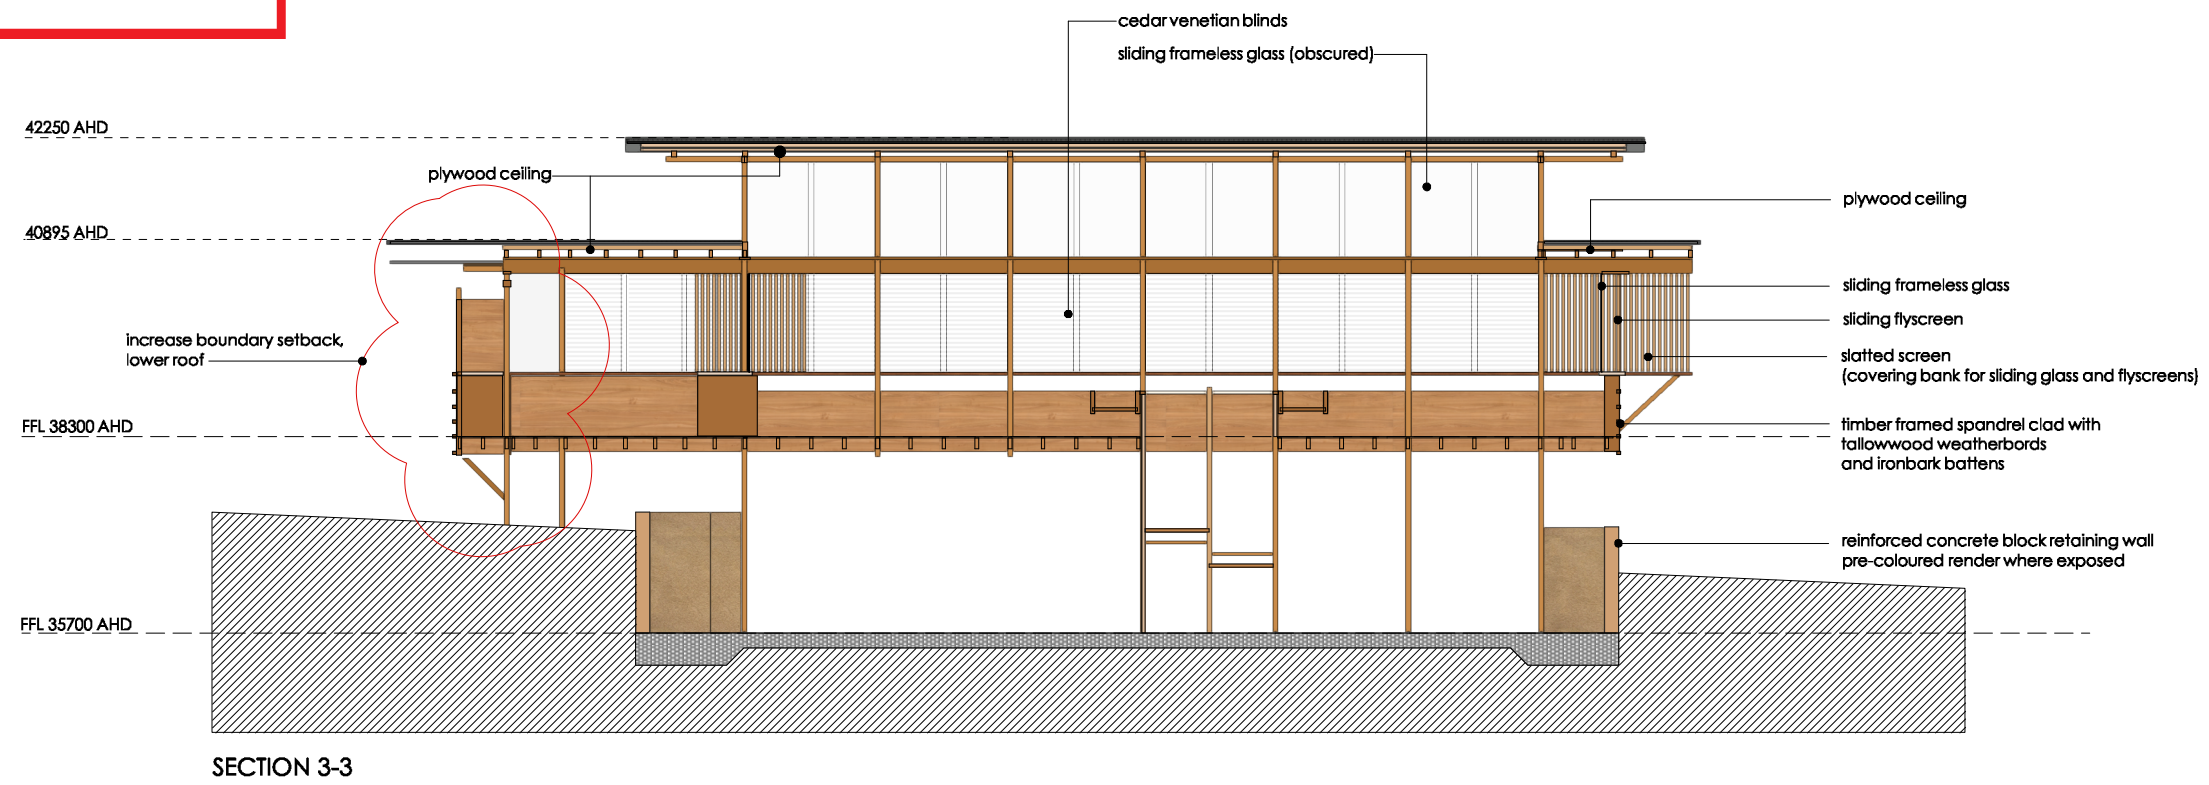 cedar venetian blinds
sliding frameless glass (obscured)
42250 AHD
plywood ceiling
plywood ceiling
40895 AHD
sliding frameless glass
sliding flyscreen
increase boundary setback,
lower roof
slatted screen
(covering bank for sliding glass and flyscreens)
FFL 38300 AHD
timber framed spandrel clad with
tallowwood weatherbords
and ironbark battens
reinforced concrete block retaining wall
pre-coloured render where exposed
FFL 35700 AHD
SECTION 3-3